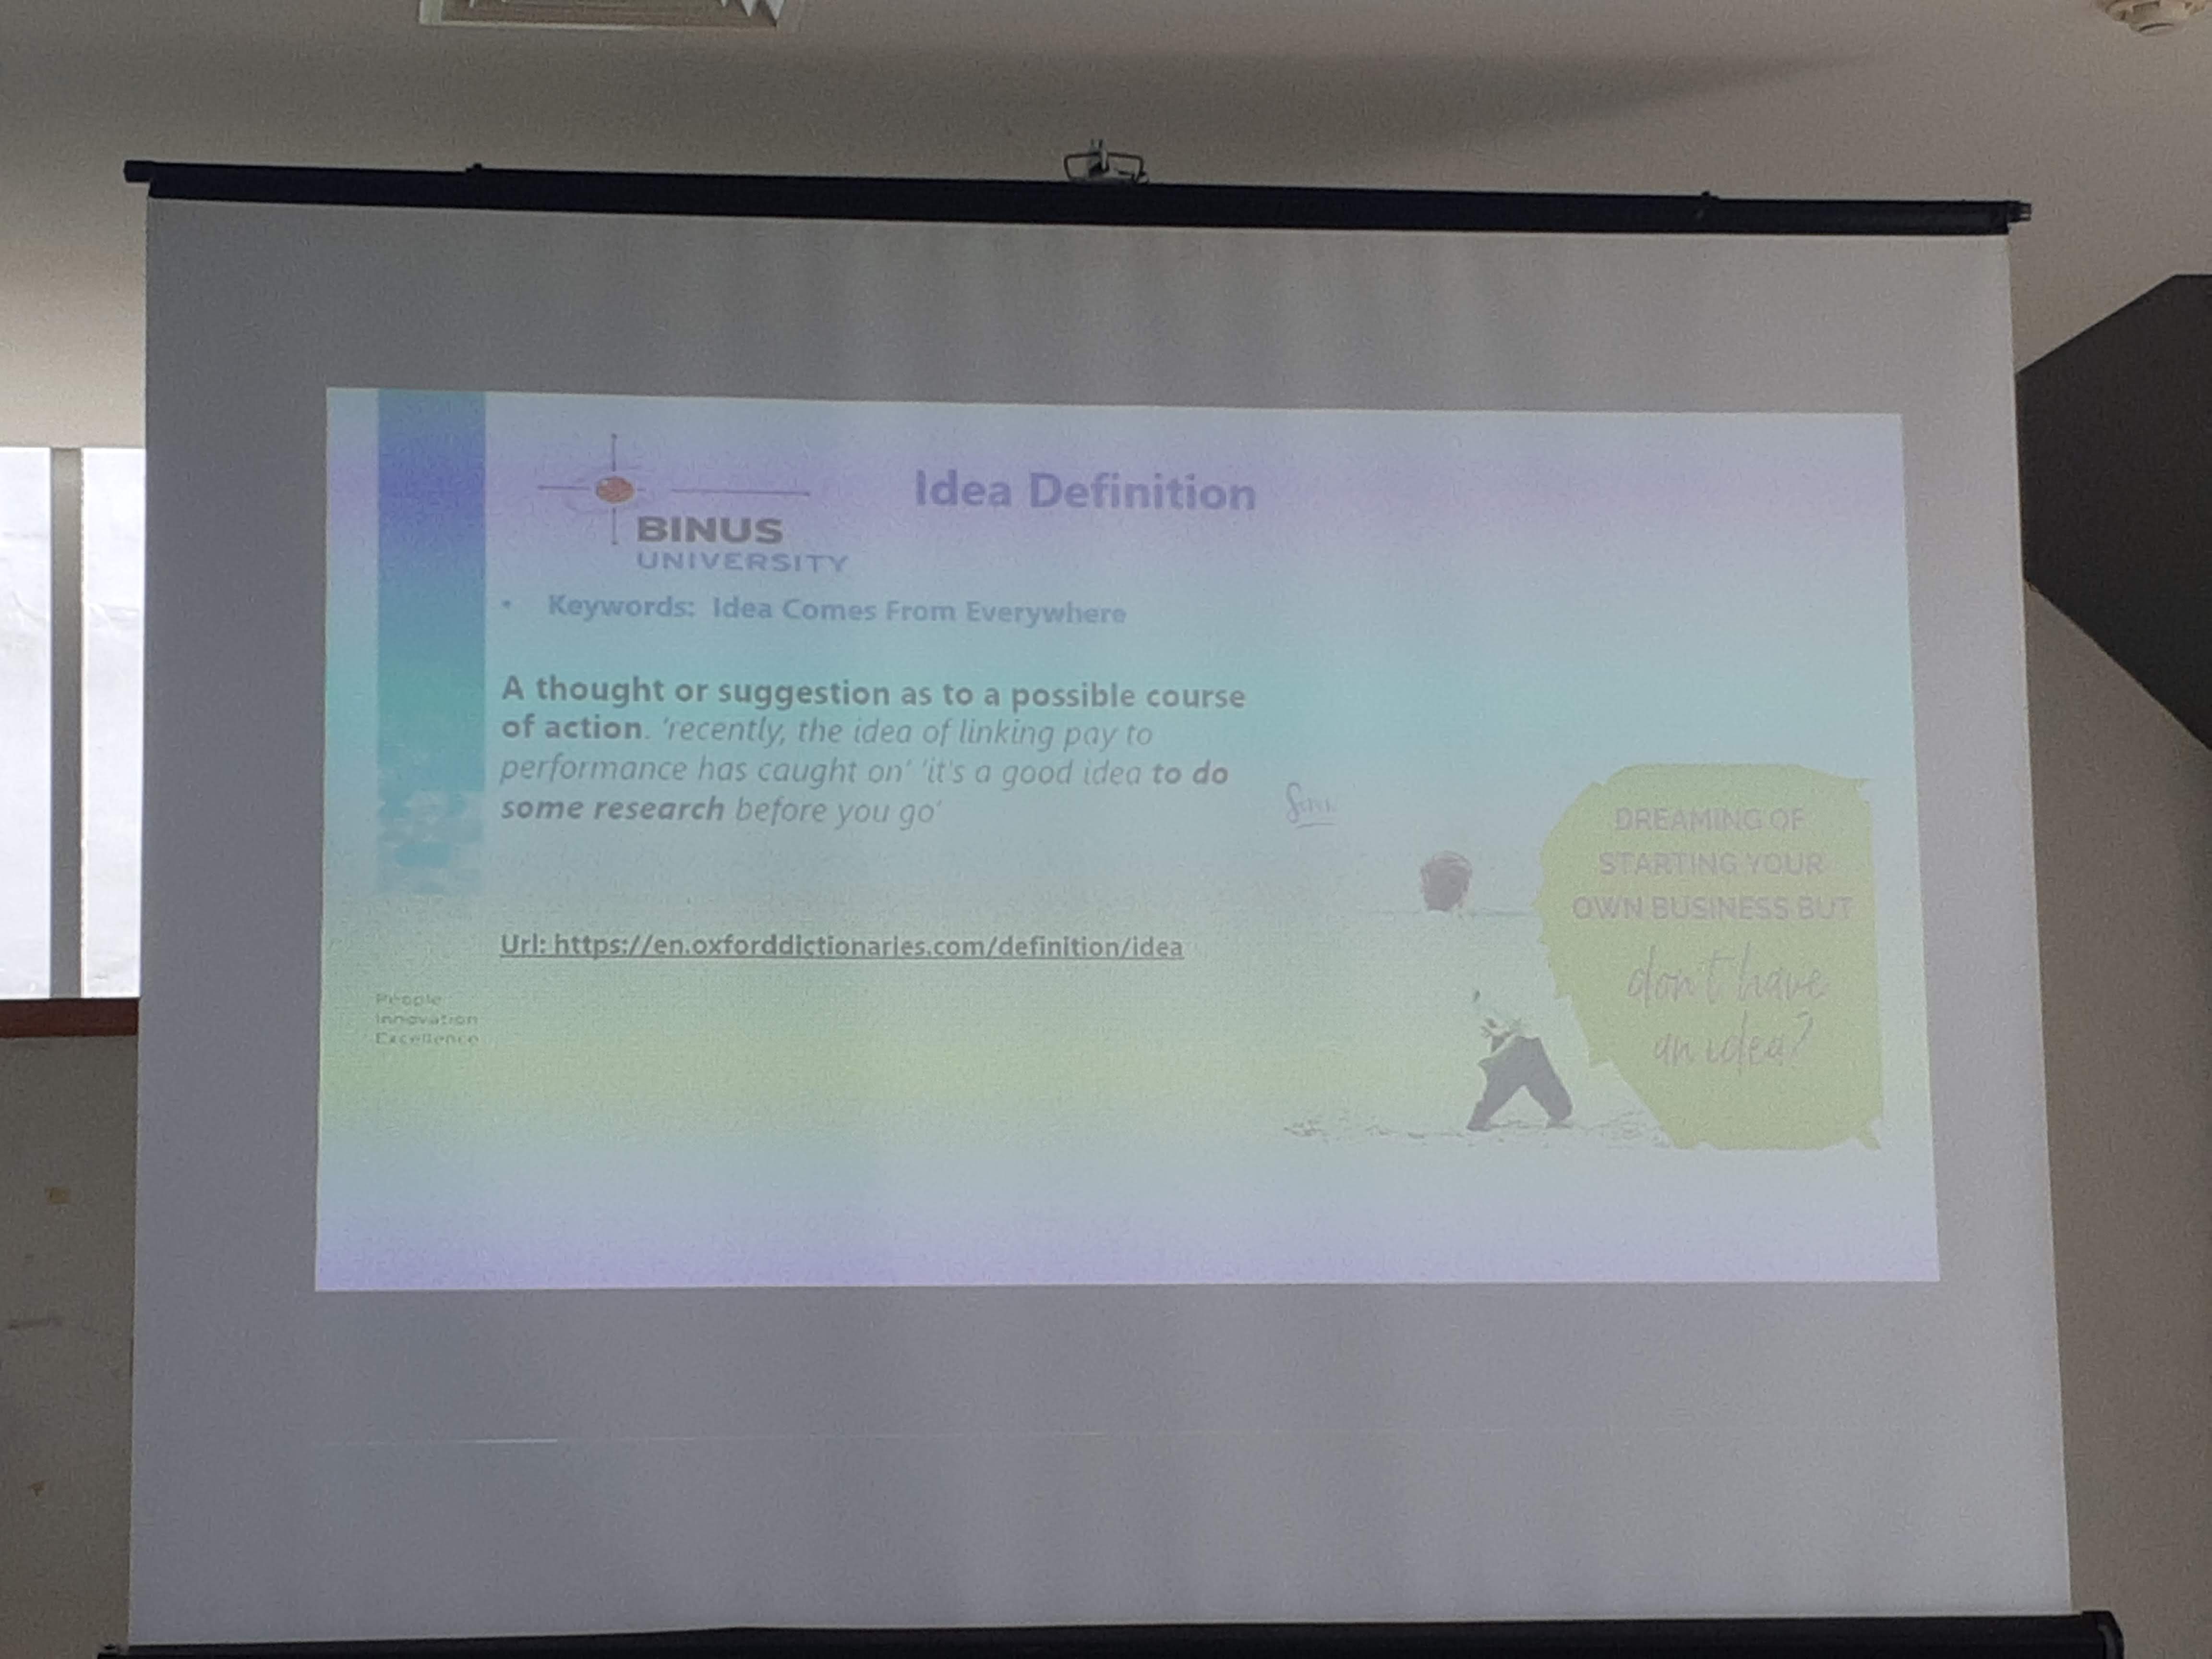 Idea Definition
BINUS
UNIVERSITY
• Keywords: Idea Comes From Everywhere
A thought or suggestion as to a possible course
of action. 'recently, the idea of linking pay to
performance has caught on' 'it's a good idea to do
some research before you go'
Url: https://en.oxforddictionaries.com/definition/idea
People
Innovation
Excellence
DREAMING OF
STARTING YOUR
OWN BUSINESS BUT
don't have
an idea?